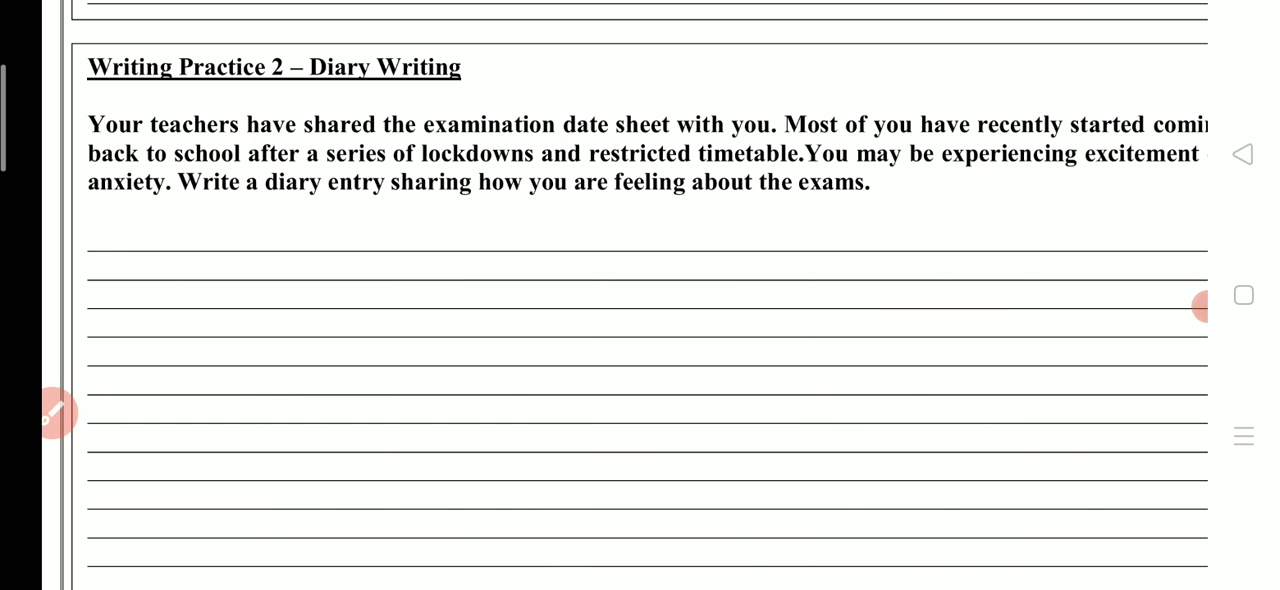 Writing Practice 2 – Diary Writing
Your teachers have shared the examination date sheet with you. Most of you have recently started
back to school after a series of lockdowns and restricted timetable.You may be experiencing excitement
anxiety. Write a diary entry sharing how you are feeling about the exams.